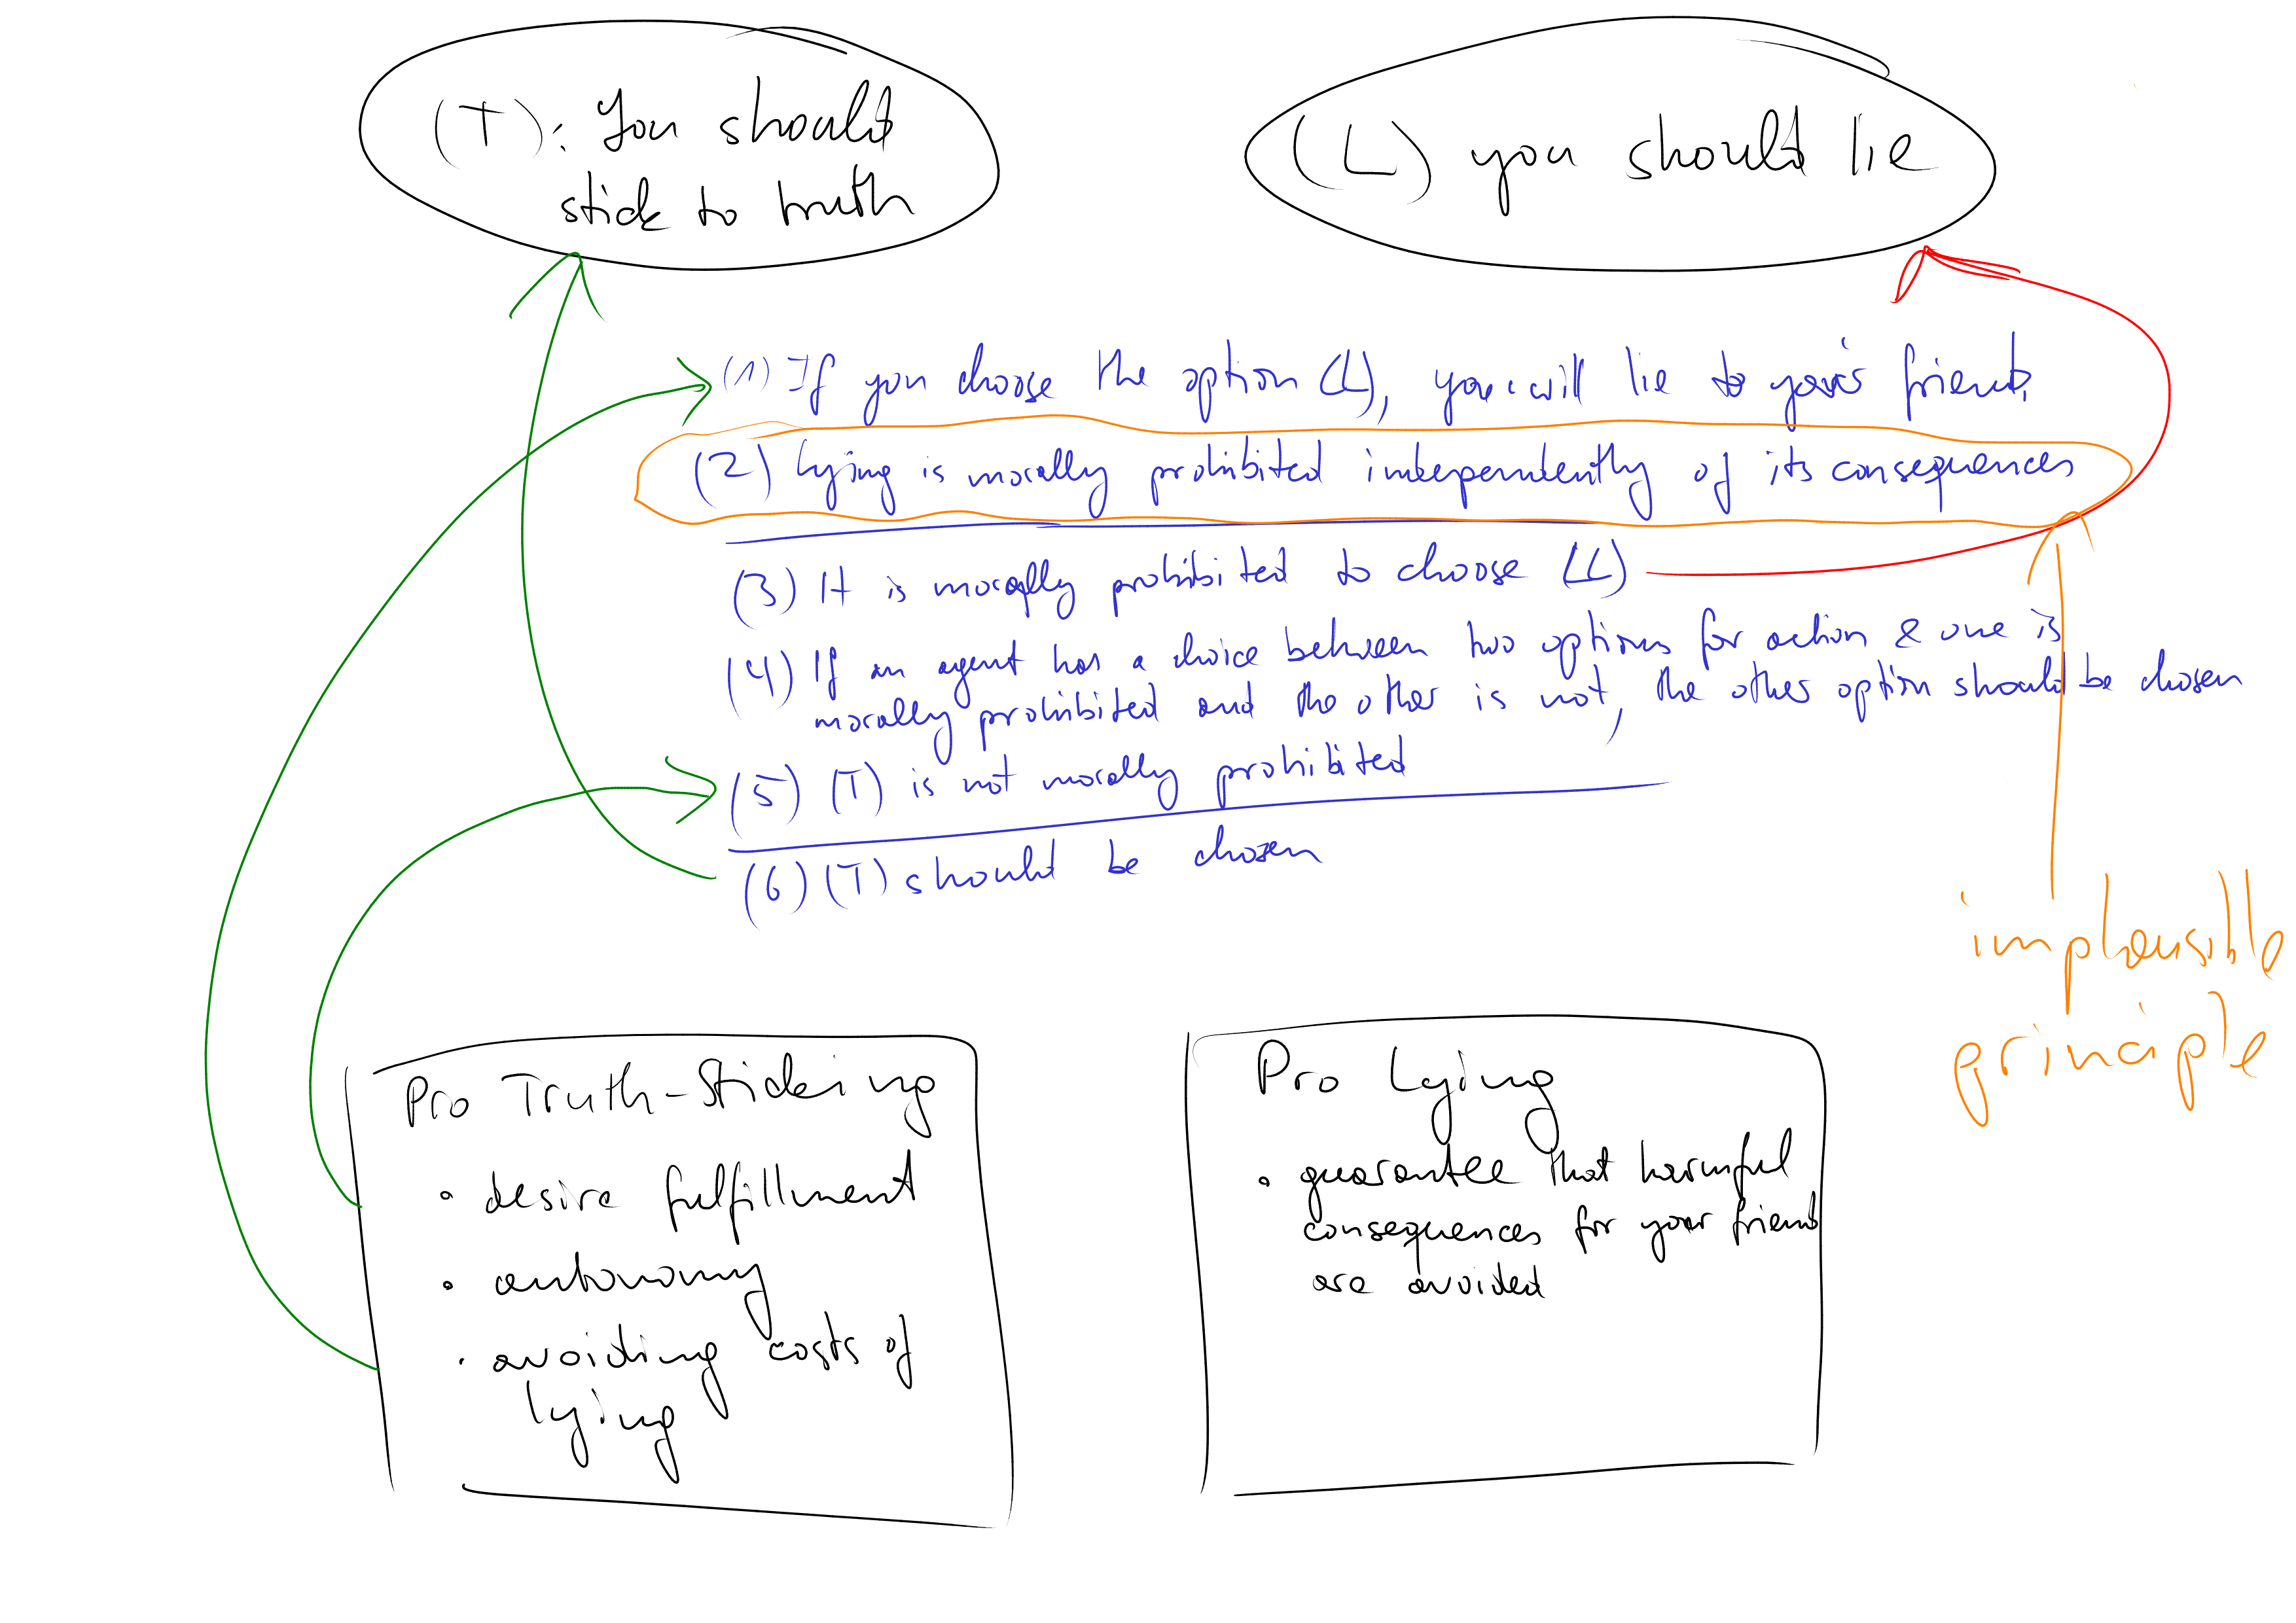 (T): You should
stick to truth
(L) you should lie
(1) If you choose the option (L), you will lie to your friend.
(2) Lying is morally prohibited independently of its consequences
(3) It is morally prohibited to choose (L)
(4) If an agent has a choice between two options for action & one is
morally prohibited and the other is not, the other option should be chosen
(5) (T) is not morally prohibited
(6) (T) should be chosen
implausible
principle
Pro Truth-Sticking
• desire fulfillment
• autonomy
• avoiding costs of
lying
Pro Lying
• guarantee that harmful
consequences for your friend
are avoided